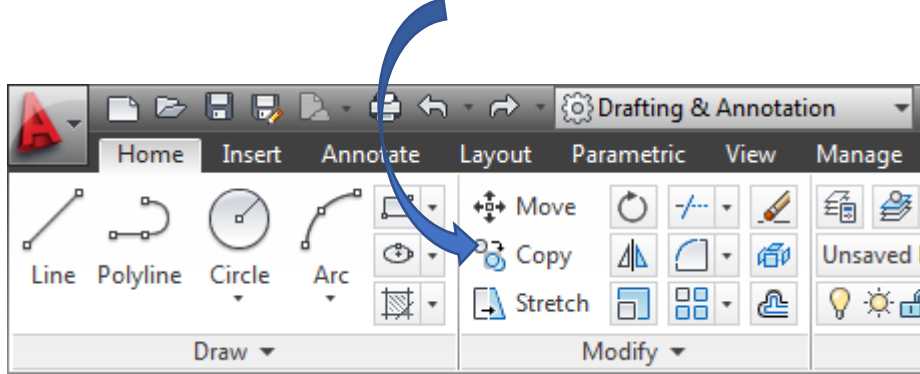 Drafting & Annotation
Home Insert Annotate Layout Parametric View Manage
Move
Copy
Line Polyline Circle Arc
Unsaved
Stretch
Draw Modify